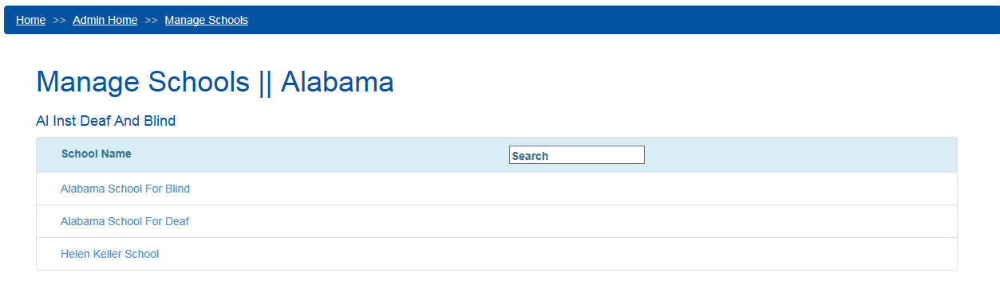 Home >> Admin Home >> Manage Schools
Manage Schools || Alabama
Al Inst Deaf And Blind
School Name Search
Alabama School For Blind
Alabama School For Deaf
Helen Keller School